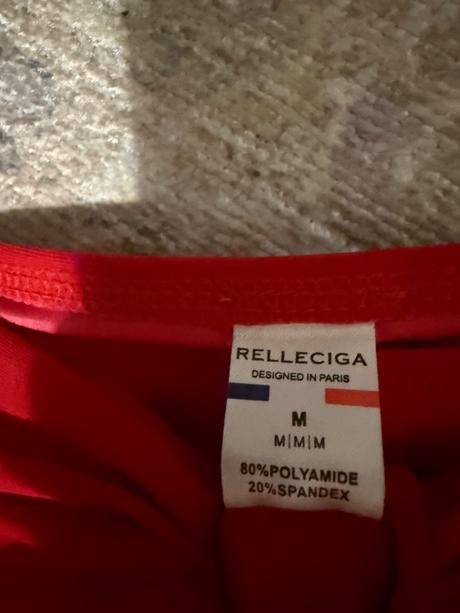 RELLECIGA
DESIGNED IN PARIS
M
M|M|M
80%POLYAMIDE
20%SPANDEX